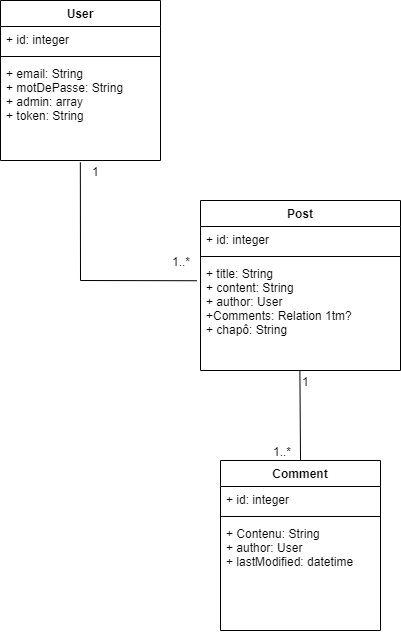 User
+ id: integer
+ email: String
+ motDePasse: String
+ admin: array
+ token: String
1
Post
+ id: integer
1..*
+ title: String
+ content: String
+ author: User
+Comments: Relation 1tm?
+ chapô: String
1
1..*
Comment
+ id: integer
+ Contenu: String
+ author: User
+ lastModified: datetime